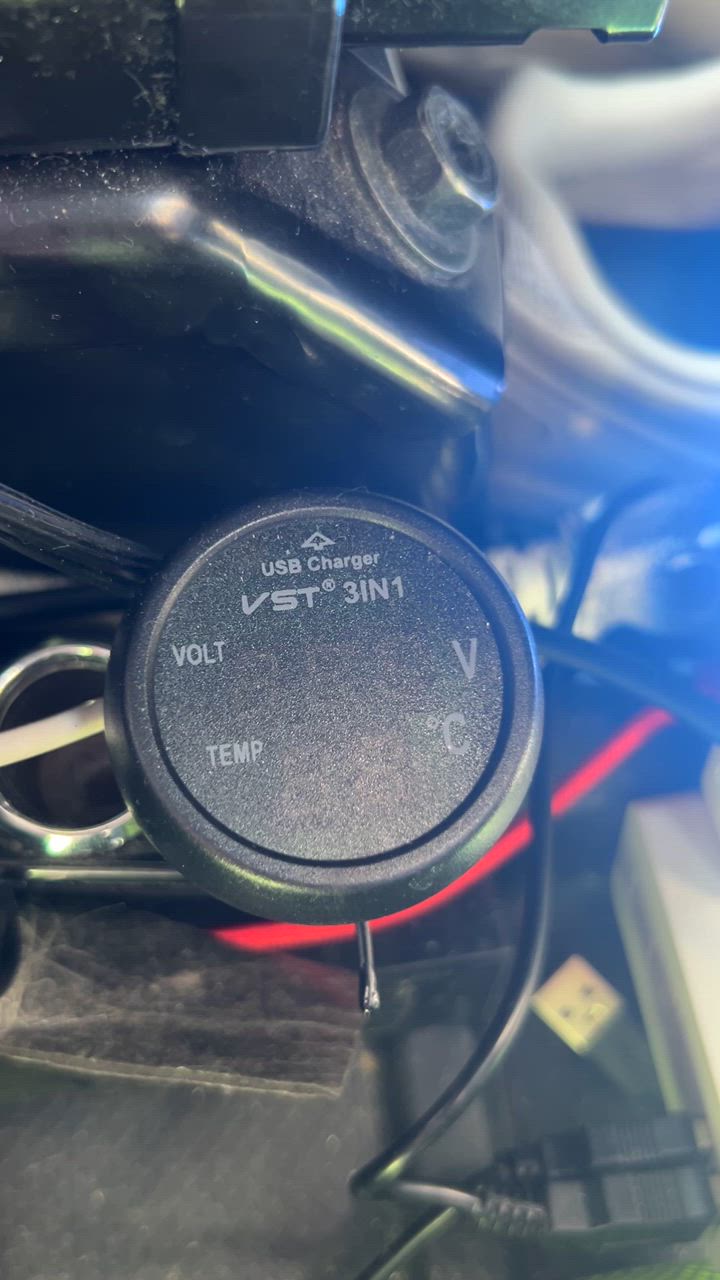 USB Charger
VST® 3IN1
VOLT V
TEMP °C